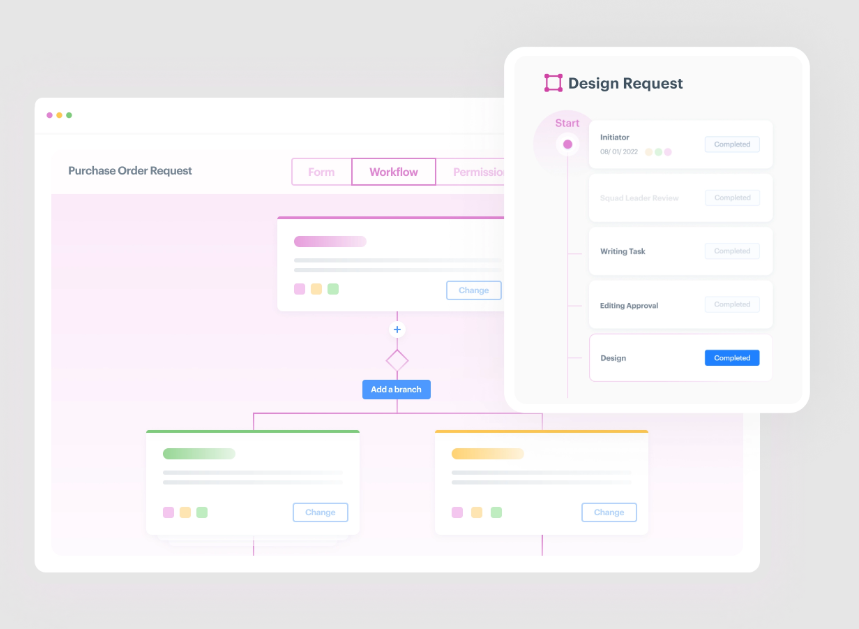 Design Request
Start
Initiator
08/ 01/ 2022
Completed
Squad Leader Review
Completed
Writing Task
Completed
Editing Approval
Completed
Design
Completed
Purchase Order Request
Form
Workflow
Permissio
Change
+
Add a branch
Change
Change